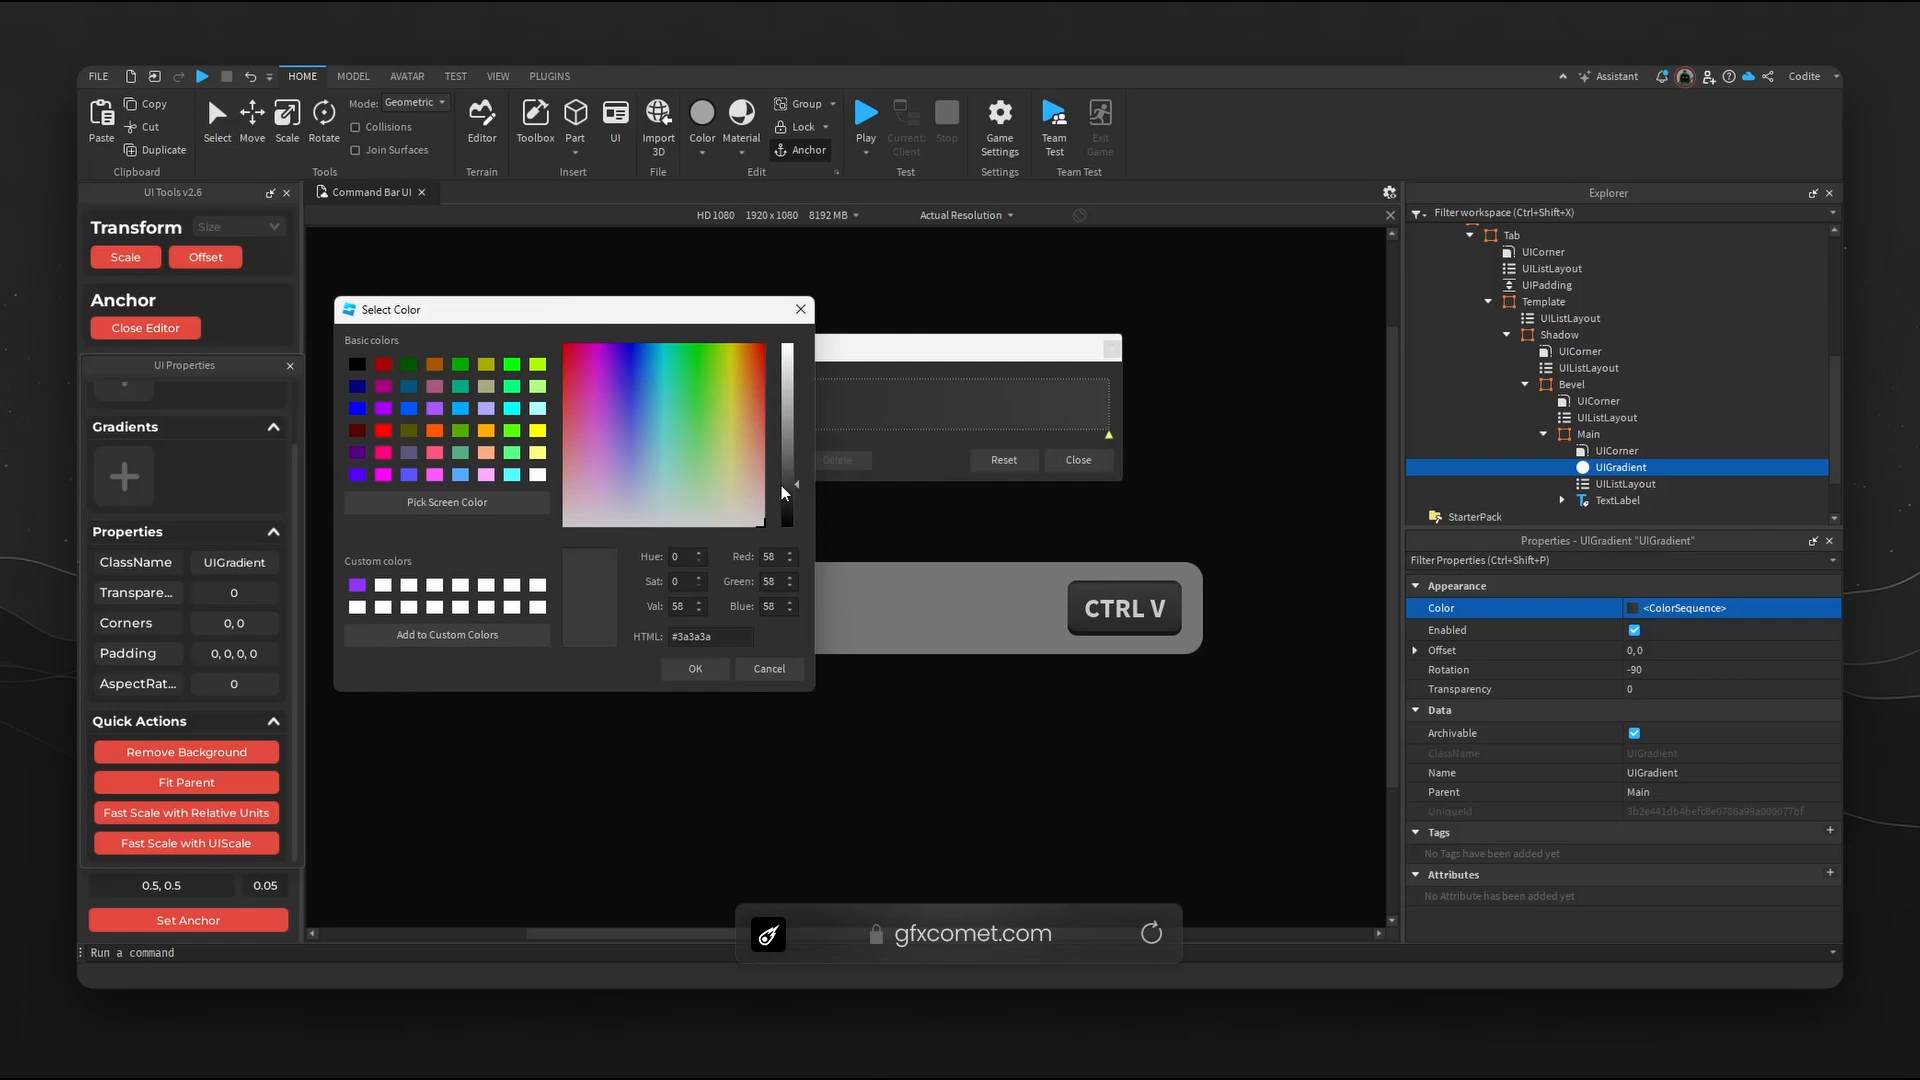 FILE
HOME
MODEL
AVATAR
TEST
VIEW
PLUGINS
Assistant
Codite
Paste
Copy
Cut
Duplicate
Clipboard
Select
Move
Scale
Rotate
Mode: Geometric
Collisions
Join Surfaces
Tools
Editor
Terrain
Toolbox
Part
UI
Insert
Import
3D
File
Color
Material
Group
Lock
Anchor
Edit
Play
Current:
Client
Stop
Test
Game
Settings
Settings
Team
Test
Exit
Game
Team Test
UI Tools v2.6
Transform
Size
Scale
Offset
Anchor
Close Editor
UI Properties
Gradients
Properties
ClassName UIGradient
Transpare... 0
Corners 0, 0
Padding 0, 0, 0, 0
AspectRat... 0
Quick Actions
Remove Background
Fit Parent
Fast Scale with Relative Units
Fast Scale with UIScale
0.5, 0.5 0.05
Set Anchor
Run a command
Command Bar UI
HD 1080 1920 x 1080 8192 MB
Actual Resolution
Select Color
Basic colors
Pick Screen Color
Custom colors
Add to Custom Colors
Hue: 0 Red: 58
Sat: 0 Green: 58
Val: 58 Blue: 58
HTML: #3a3a3a
OK
Cancel
Delete
Reset
Close
CTRL V
gfxcomet.com
Explorer
Filter workspace (Ctrl+Shift+X)
Tab
UICorner
UIListLayout
UIPadding
Template
UIListLayout
Shadow
UICorner
UIListLayout
Bevel
UICorner
UIListLayout
Main
UICorner
UIGradient
UIListLayout
TextLabel
StarterPack
Properties - UIGradient "UIGradient"
Filter Properties (Ctrl+Shift+P)
Appearance
Color <ColorSequence>
Enabled
Offset 0, 0
Rotation -90
Transparency 0
Data
Archivable
ClassName UIGradient
Name UIGradient
Parent Main
UniqueId
Tags
No Tags have been added yet
Attributes
No Attribute has been added yet